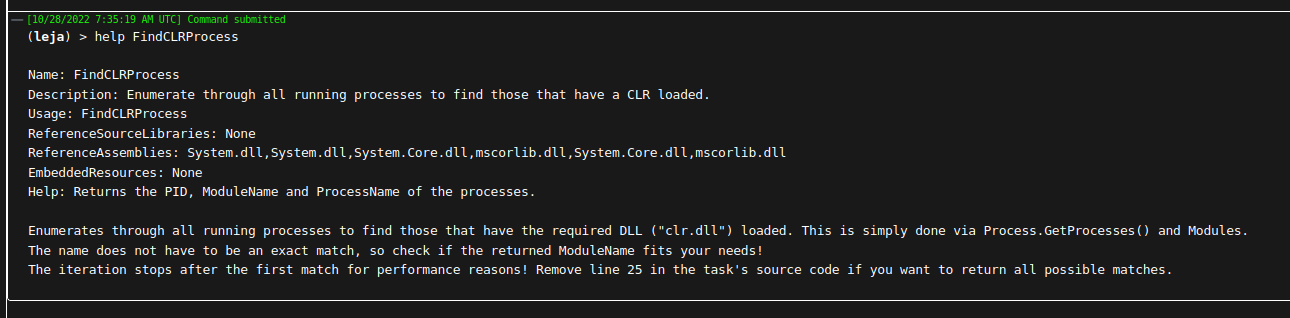 [10/28/2022 7:35:19 AM UTC] Command submitted
(leja) > help FindCLRProcess
Name: FindCLRProcess
Description: Enumerate through all running processes to find those that have a CLR loaded.
Usage: FindCLRProcess
ReferenceSourceLibraries: None
ReferenceAssemblies: System.dll,System.dll,System.Core.dll,mscorlib.dll,System.Core.dll,mscorlib.dll
EmbeddedResources: None
Help: Returns the PID, ModuleName and ProcessName of the processes.
Enumerates through all running processes to find those that have the required DLL ("clr.dll") loaded. This is simply done via Process.GetProcesses() and Modules.
The name does not have to be an exact match, so check if the returned ModuleName fits your needs!
The iteration stops after the first match for performance reasons! Remove line 25 in the task's source code if you want to return all possible matches.